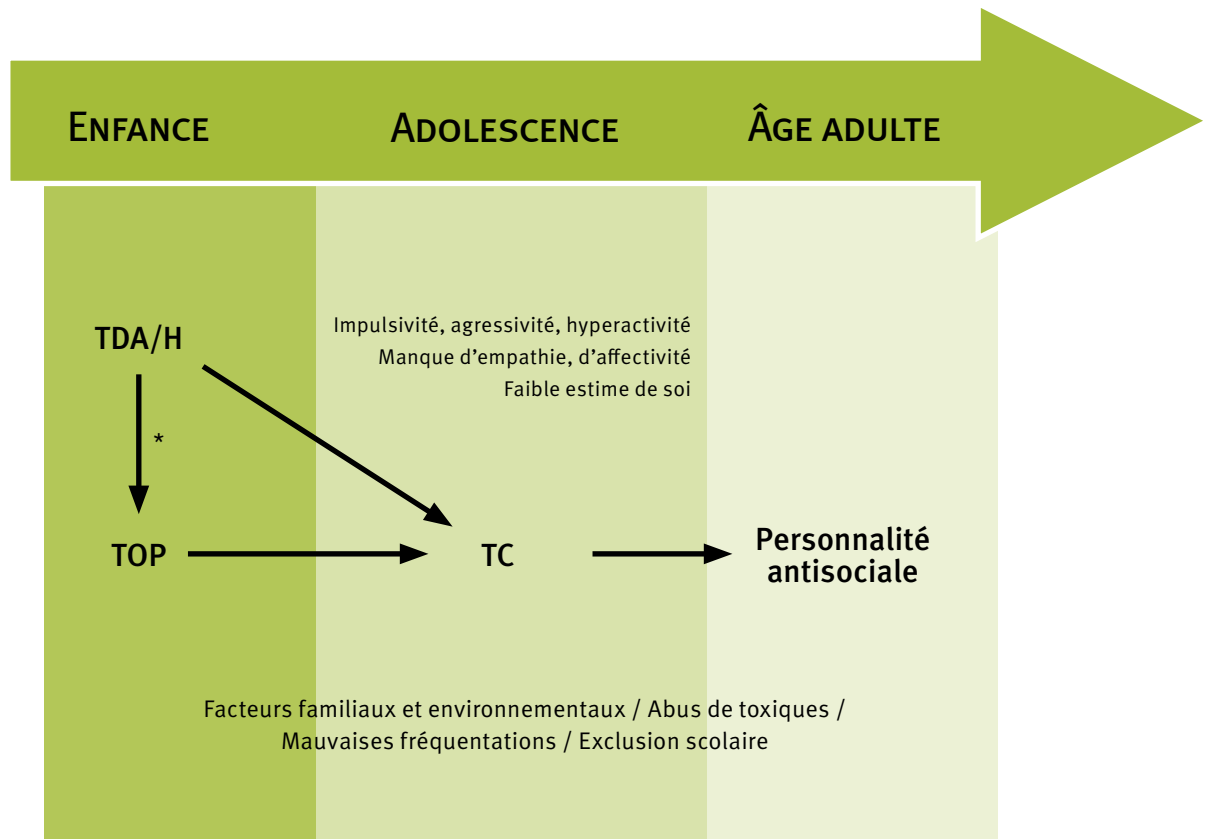 Enfance
Adolescence
Âge adulte
Impulsivité, agressivité, hyperactivité
Manque d’empathie, d’affectivité
Faible estime de soi
TDA/H
*
TOP
TC
Personnalité
antisociale
Facteurs familiaux et environnementaux / Abus de toxiques /
Mauvaises fréquentations / Exclusion scolaire